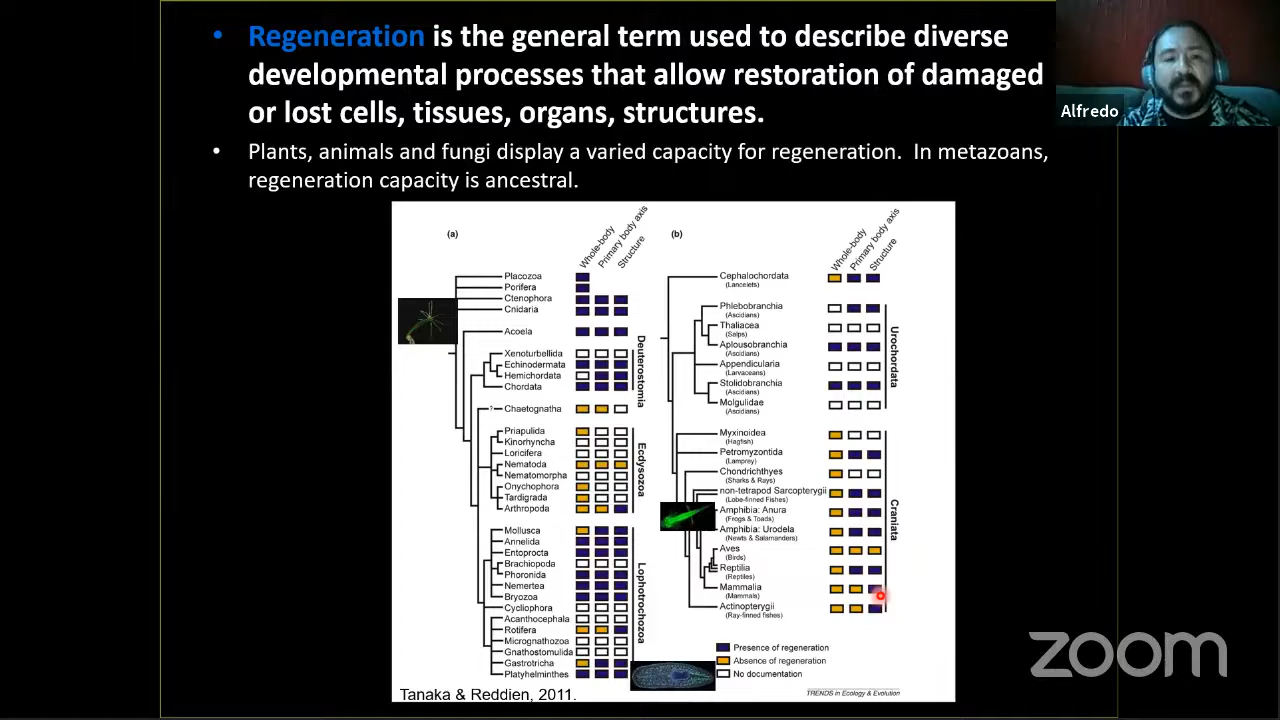 • Regeneration is the general term used to describe diverse
developmental processes that allow restoration of damaged
or lost cells, tissues, organs, structures.
• Plants, animals and fungi display a varied capacity for regeneration. In metazoans,
regeneration capacity is ancestral.
Alfredo
(a)
Whole-body
Primary body axis
Structure
Placozoa
Porifera
Ctenophora
Cnidaria
Acoela
Xenoturbellida
Echinodermata
Hemichordata
Chordata
Deuterostomia
?
Chaetognatha
Priapulida
Kinorhyncha
Loricifera
Nematoda
Nematomorpha
Onychophora
Tardigrada
Arthropoda
Ecdysozoa
Mollusca
Annelida
Entoprocta
Brachiopoda
Phoronida
Nemertea
Bryozoa
Cycliophora
Acanthocephala
Rotifera
Micrognathozoa
Gnathostomulida
Gastrotricha
Platyhelminthes
Lophotrochozoa
(b)
Whole-body
Primary body axis
Structure
Cephalochordata
(Lancelets)
Phlebobranchia
(Ascidians)
Thaliacea
(Salps)
Aplousobranchia
(Ascidians)
Appendicularia
(Larvaceans)
Stolidobranchia
(Ascidians)
Molgulidae
(Ascidians)
Urochordata
Myxinoidea
(Hagfish)
Petromyzontida
(Lamprey)
Chondrichthyes
(Sharks & Rays)
non-tetrapod Sarcopterygii
(Lobe-finned Fishes)
Amphibia: Anura
(Frogs & Toads)
Amphibia: Urodela
(Newts & Salamanders)
Aves
(Birds)
Reptilia
(Reptiles)
Mammalia
(Mammals)
Actinopterygii
(Ray-finned fishes)
Craniata
Presence of regeneration
Absence of regeneration
No documentation
TRENDS in Ecology & Evolution
Tanaka & Reddien, 2011.
zoom